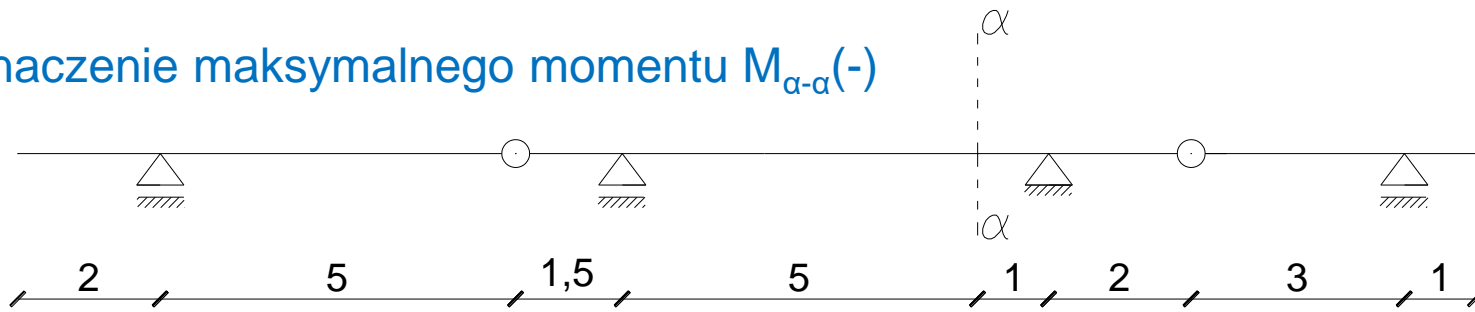 α
naczenie maksymalnego momentu Mα-α(-)
α
2 5 1,5 5 1 2 3 1